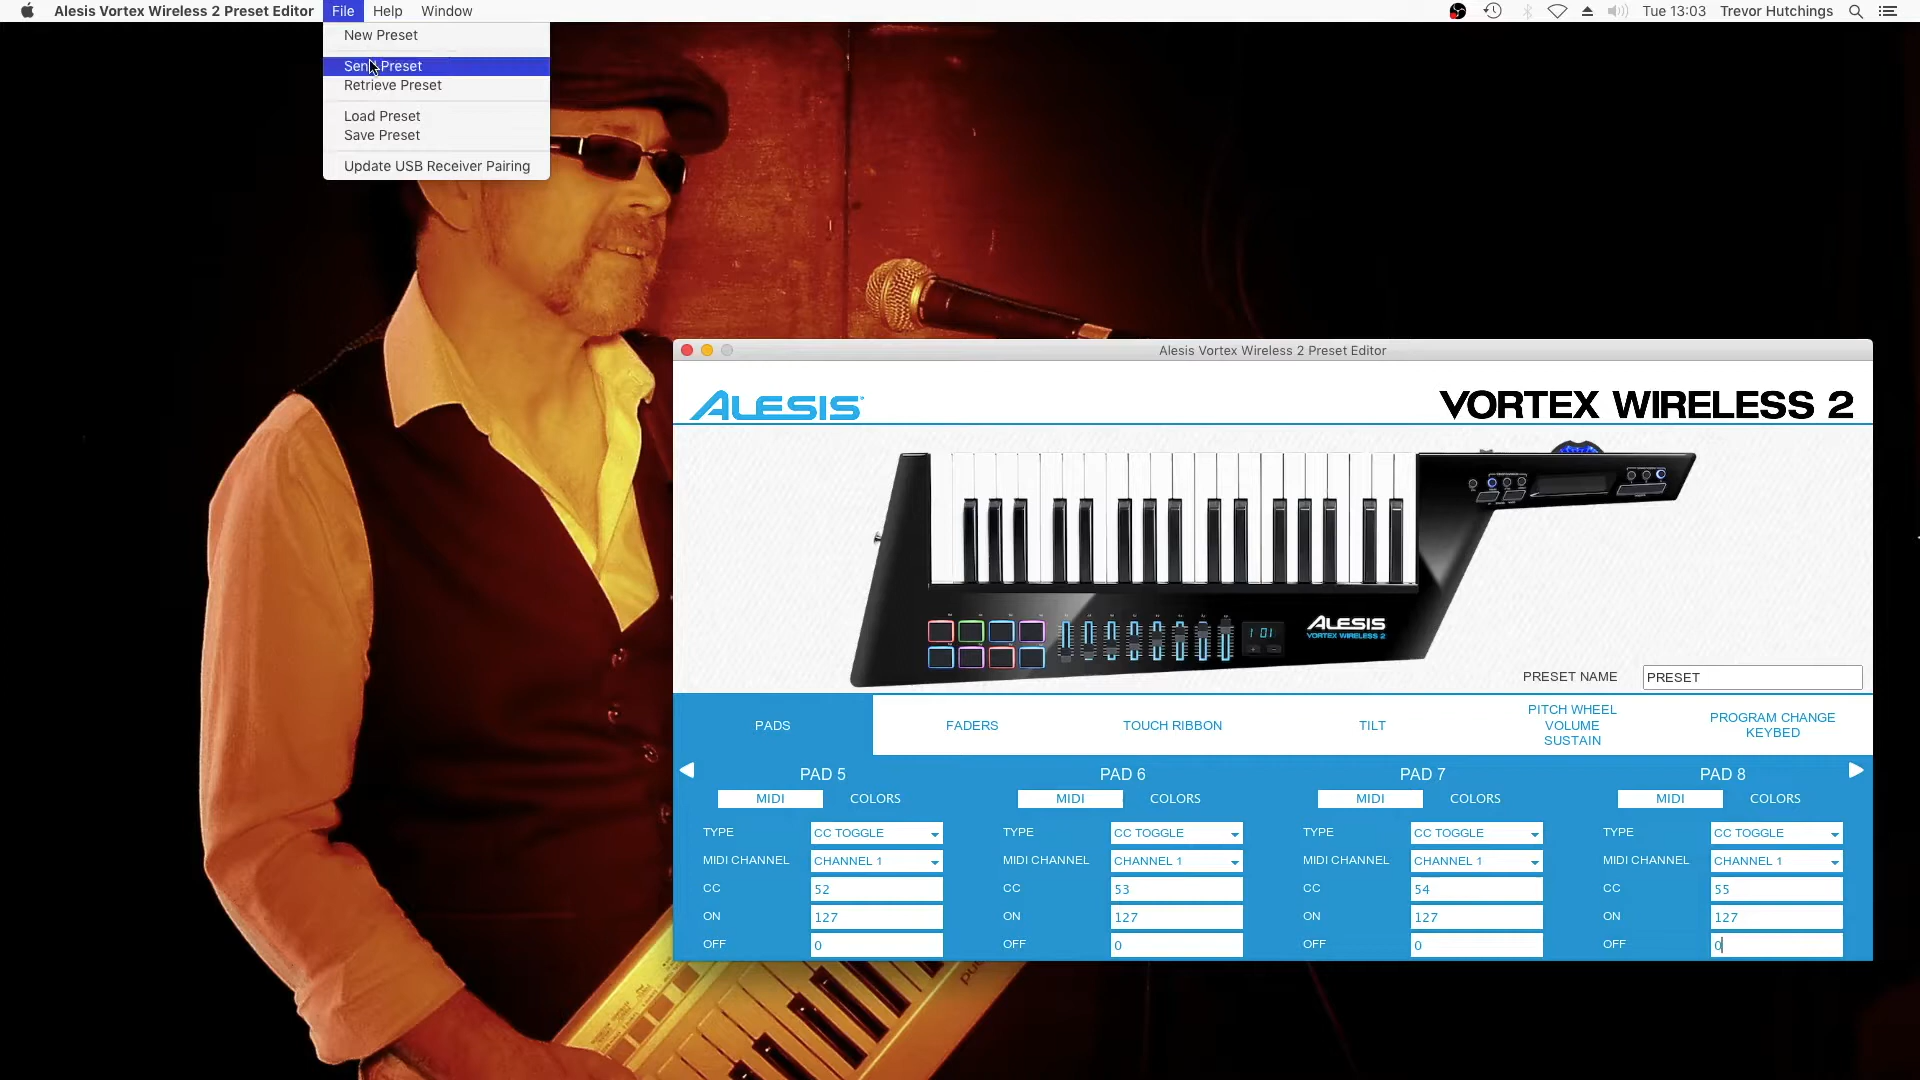 Alesis Vortex Wireless 2 Preset Editor File Help Window Tue 13:03 Trevor Hutchings
New Preset
Send Preset
Retrieve Preset
Load Preset
Save Preset
Update USB Receiver Pairing
Alesis Vortex Wireless 2 Preset Editor
ALESIS VORTEX WIRELESS 2
1 01
ALESIS
VORTEX WIRELESS 2
PRESET NAME PRESET
PADS FADERS TOUCH RIBBON TILT PITCH WHEEL VOLUME SUSTAIN PROGRAM CHANGE KEYBED
PAD 5 PAD 6 PAD 7 PAD 8
MIDI COLORS MIDI COLORS MIDI COLORS MIDI COLORS
TYPE CC TOGGLE TYPE CC TOGGLE TYPE CC TOGGLE TYPE CC TOGGLE
MIDI CHANNEL CHANNEL 1 MIDI CHANNEL CHANNEL 1 MIDI CHANNEL CHANNEL 1 MIDI CHANNEL CHANNEL 1
CC 52 CC 53 CC 54 CC 55
ON 127 ON 127 ON 127 ON 127
OFF 0 OFF 0 OFF 0 OFF 0